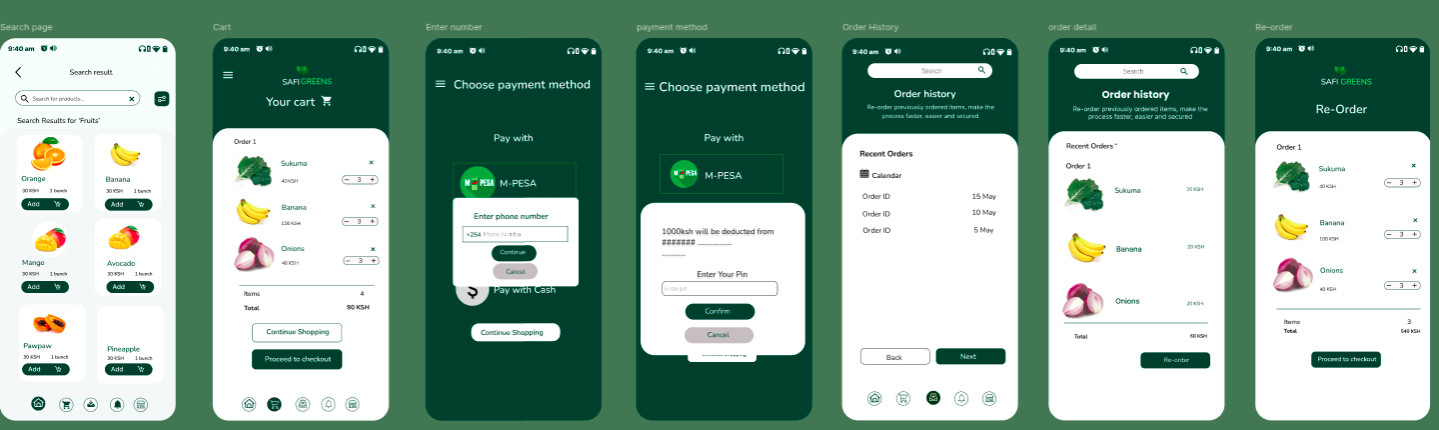 Search page
9:40 am
Search result
Search for products...
Search Results for 'Fruits'
Orange
30 KSH 1 bunch
Add
Banana
30 KSH 1 bunch
Add
Mango
30 KSH 1 bunch
Add
Avocado
30 KSH 1 bunch
Add
Pawpaw
30 KSH 1 bunch
Add
Pineapple
30 KSH 1 bunch
Add
Cart
9:40 am
SAFI GREENS
Your cart
Order 1
Sukuma
40 KSH
3
Banana
3
Onions
3
Items 4
Total 90 KSH
Continue Shopping
Proceed to checkout
Enter number
9:40 am
Choose payment method
Pay with
M-PESA
M-PESA
Enter phone number
+254 Phone Number
Continue
Cancel
$ Pay with Cash
Continue Shopping
payment method
9:40 am
Choose payment method
Pay with
M-PESA
M-PESA
1000ksh will be deducted from
####### ________
_____
Enter Your Pin
Enter pin
Confirm
Cancel
Order History
9:40 am
Search
Order history
Re-order previously ordered items, make the
process faster, easier and secured
Recent Orders
Calendar
Order ID 15 May
Order ID 10 May
Order ID 5 May
Back
Next
order detail
9:40 am
Search
Order history
Re-order previously ordered items, make the
process faster, easier and secured
Recent Orders
Order 1
Sukuma 20 KSH
Banana 20 KSH
Onions 20 KSH
Total 60 KSH
Re-order
Re-order
9:40 am
SAFI GREENS
Re-Order
Order 1
Sukuma
40 KSH
3
Banana
100 KSH
3
Onions
40 KSH
3
Items 3
Total 540 KSH
Proceed to checkout